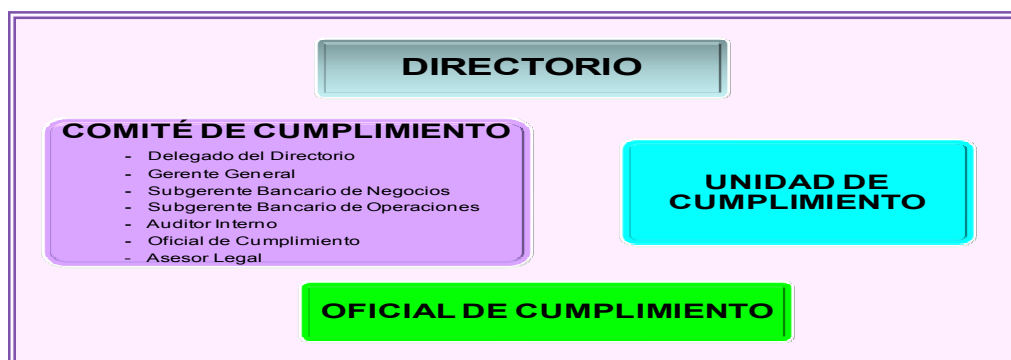 DIRECTORIO
COMITÉ DE CUMPLIMIENTO
- Delegado del Directorio
- Gerente General
- Subgerente Bancario de Negocios
- Subgerente Bancario de Operaciones
- Auditor Interno
- Oficial de Cumplimiento
- Asesor Legal
UNIDAD DE
CUMPLIMIENTO
OFICIAL DE CUMPLIMIENTO